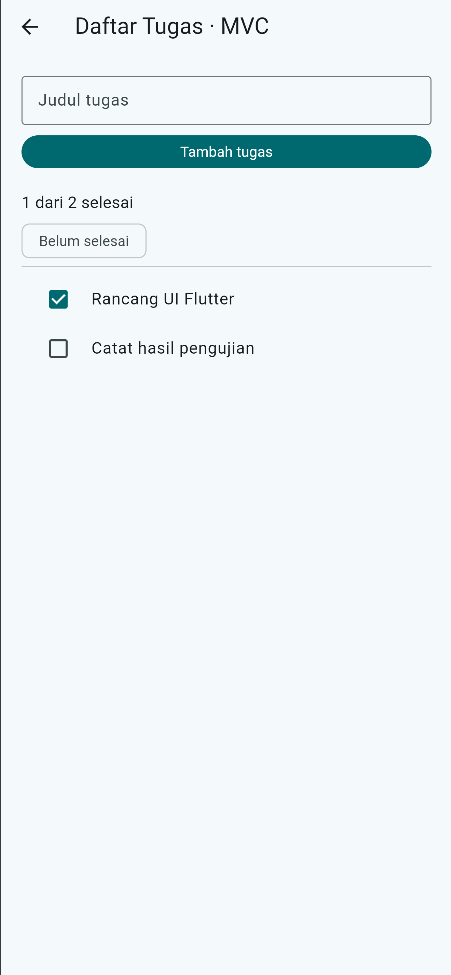 Daftar Tugas · MVC
Judul tugas
Tambah tugas
1 dari 2 selesai
Belum selesai
Rancang UI Flutter
Catat hasil pengujian